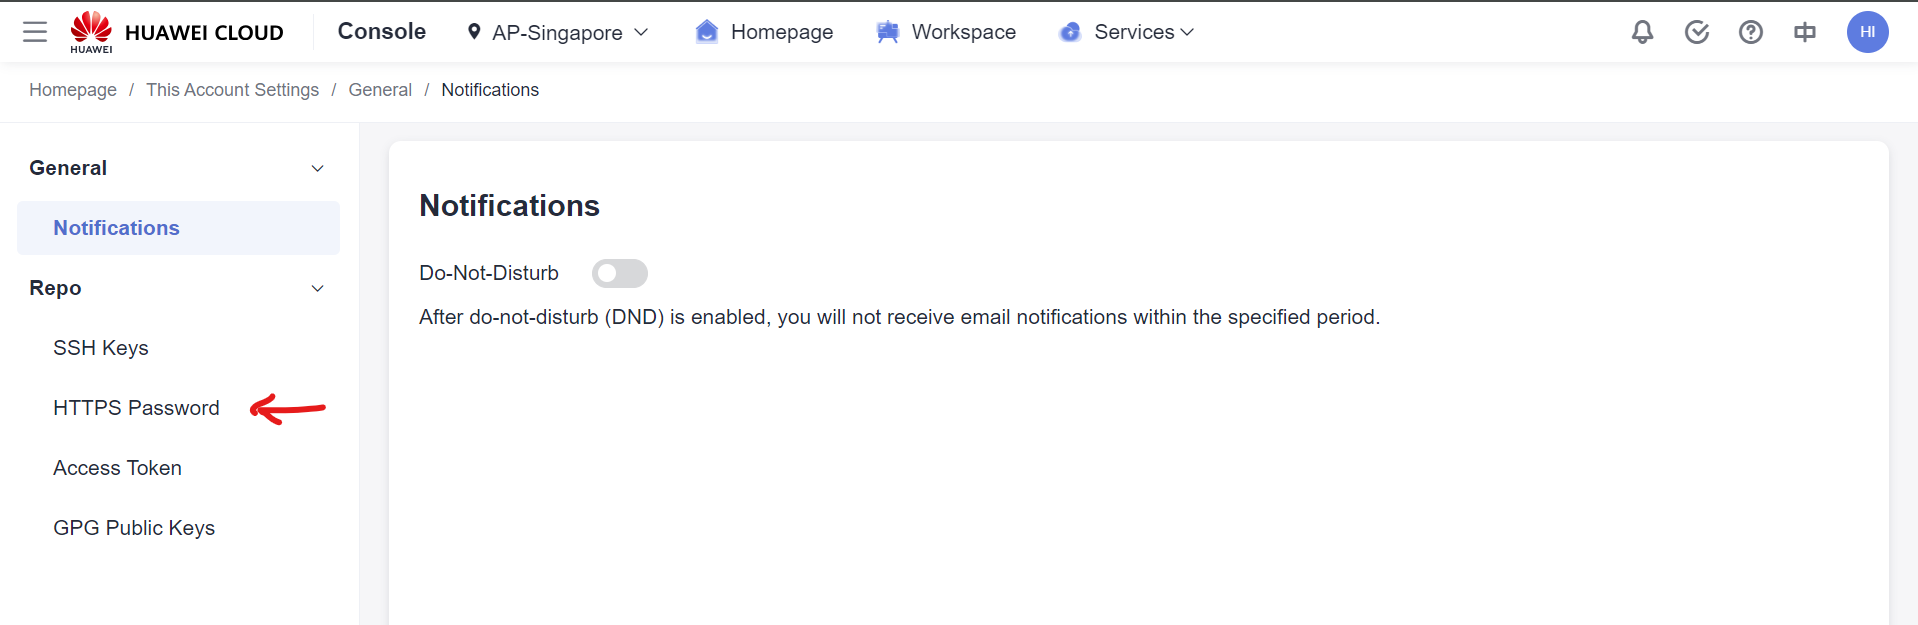 HUAWEI HUAWEI CLOUD Console AP-Singapore Homepage Workspace Services HI
Homepage / This Account Settings / General / Notifications
General
Notifications
Repo
SSH Keys
HTTPS Password
Access Token
GPG Public Keys
Notifications
Do-Not-Disturb
After do-not-disturb (DND) is enabled, you will not receive email notifications within the specified period.